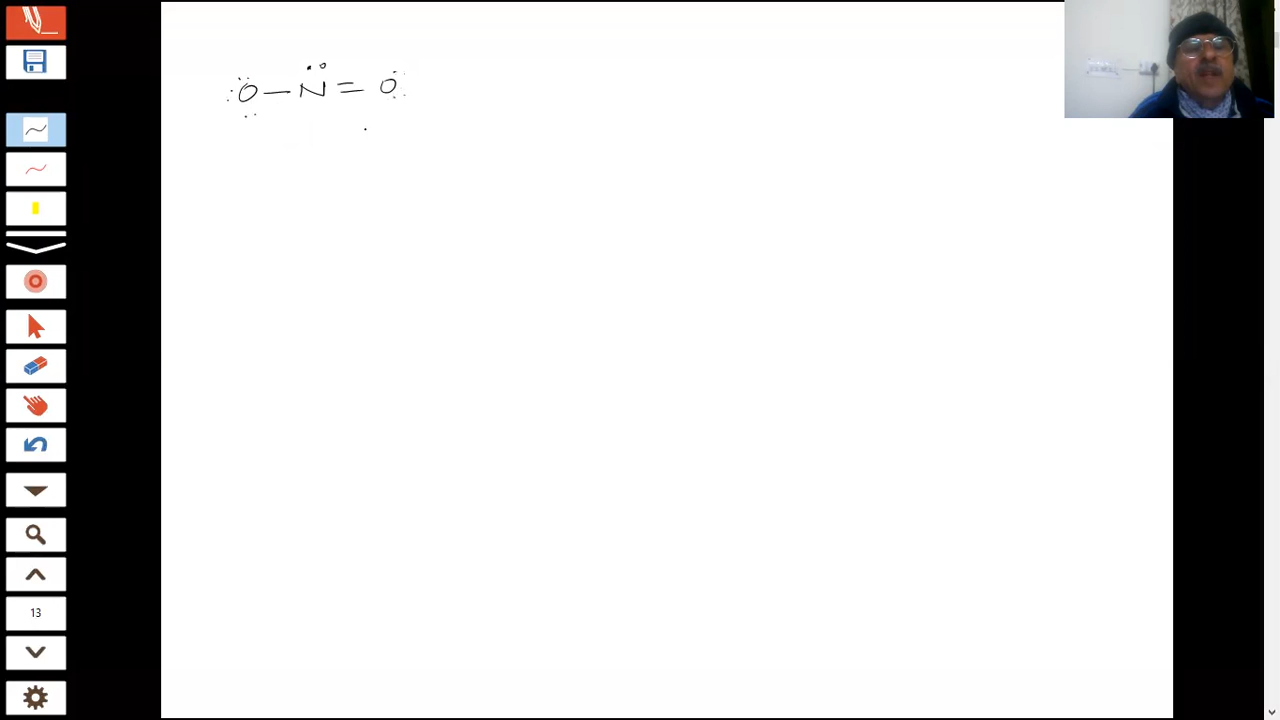 :Ö̤ — N̈ = Ö̤
13